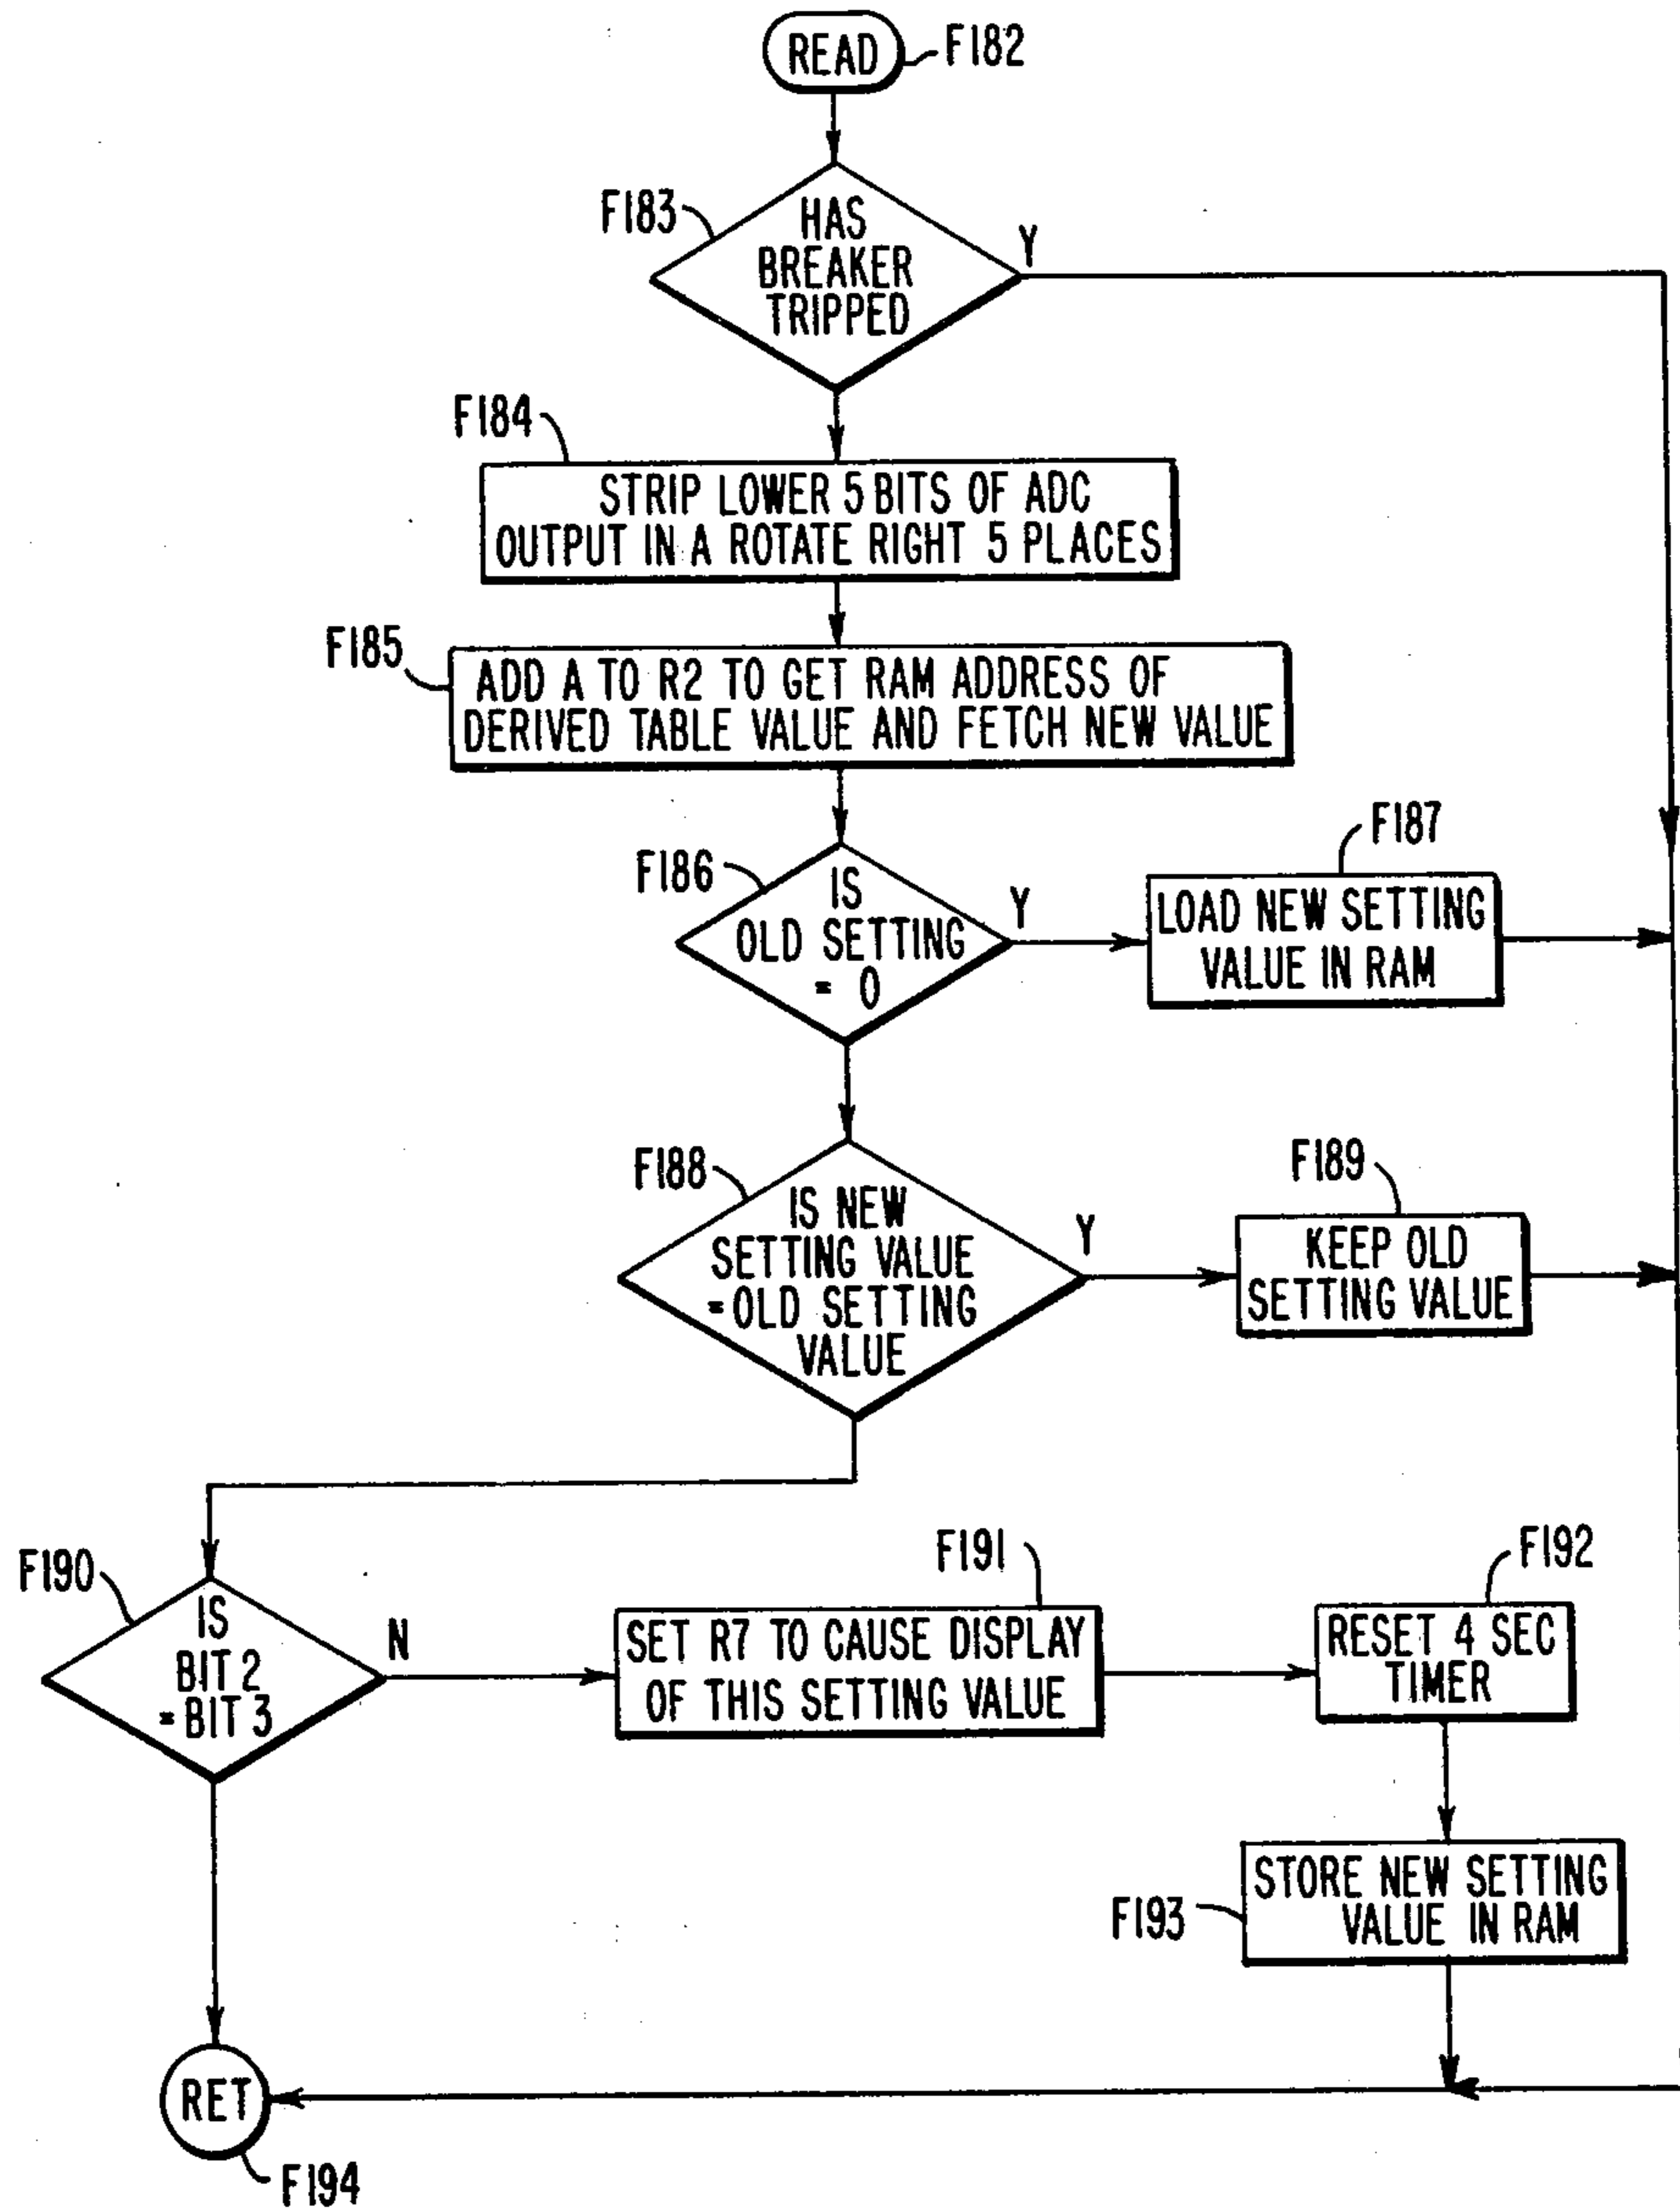 READ
F182
F183
HAS
BREAKER
TRIPPED
Y
F184
STRIP LOWER 5 BITS OF ADC
OUTPUT IN A ROTATE RIGHT 5 PLACES
F185
ADD A TO R2 TO GET RAM ADDRESS OF
DERIVED TABLE VALUE AND FETCH NEW VALUE
F186
IS
OLD SETTING
= 0
Y
F187
LOAD NEW SETTING
VALUE IN RAM
F188
IS NEW
SETTING VALUE
=OLD SETTING
VALUE
Y
F189
KEEP OLD
SETTING VALUE
F190
IS
BIT 2
=BIT 3
N
F191
SET R7 TO CAUSE DISPLAY
OF THIS SETTING VALUE
F192
RESET 4 SEC
TIMER
F193
STORE NEW SETTING
VALUE IN RAM
RET
F194